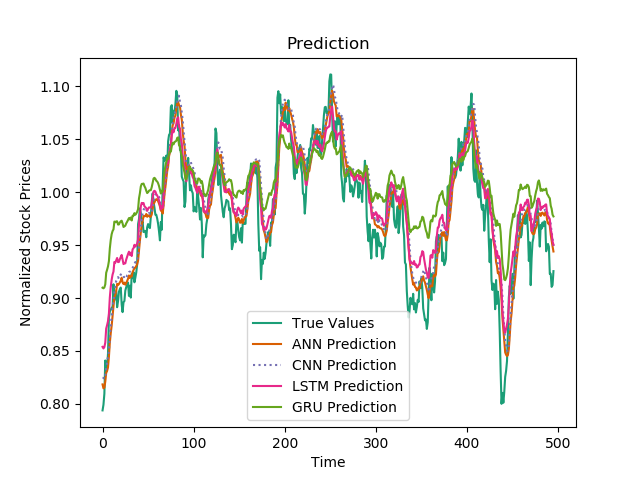 Prediction
Normalized Stock Prices
1.10
1.05
1.00
0.95
0.90
0.85
0.80
True Values
ANN Prediction
CNN Prediction
LSTM Prediction
GRU Prediction
0 100 200 300 400 500
Time